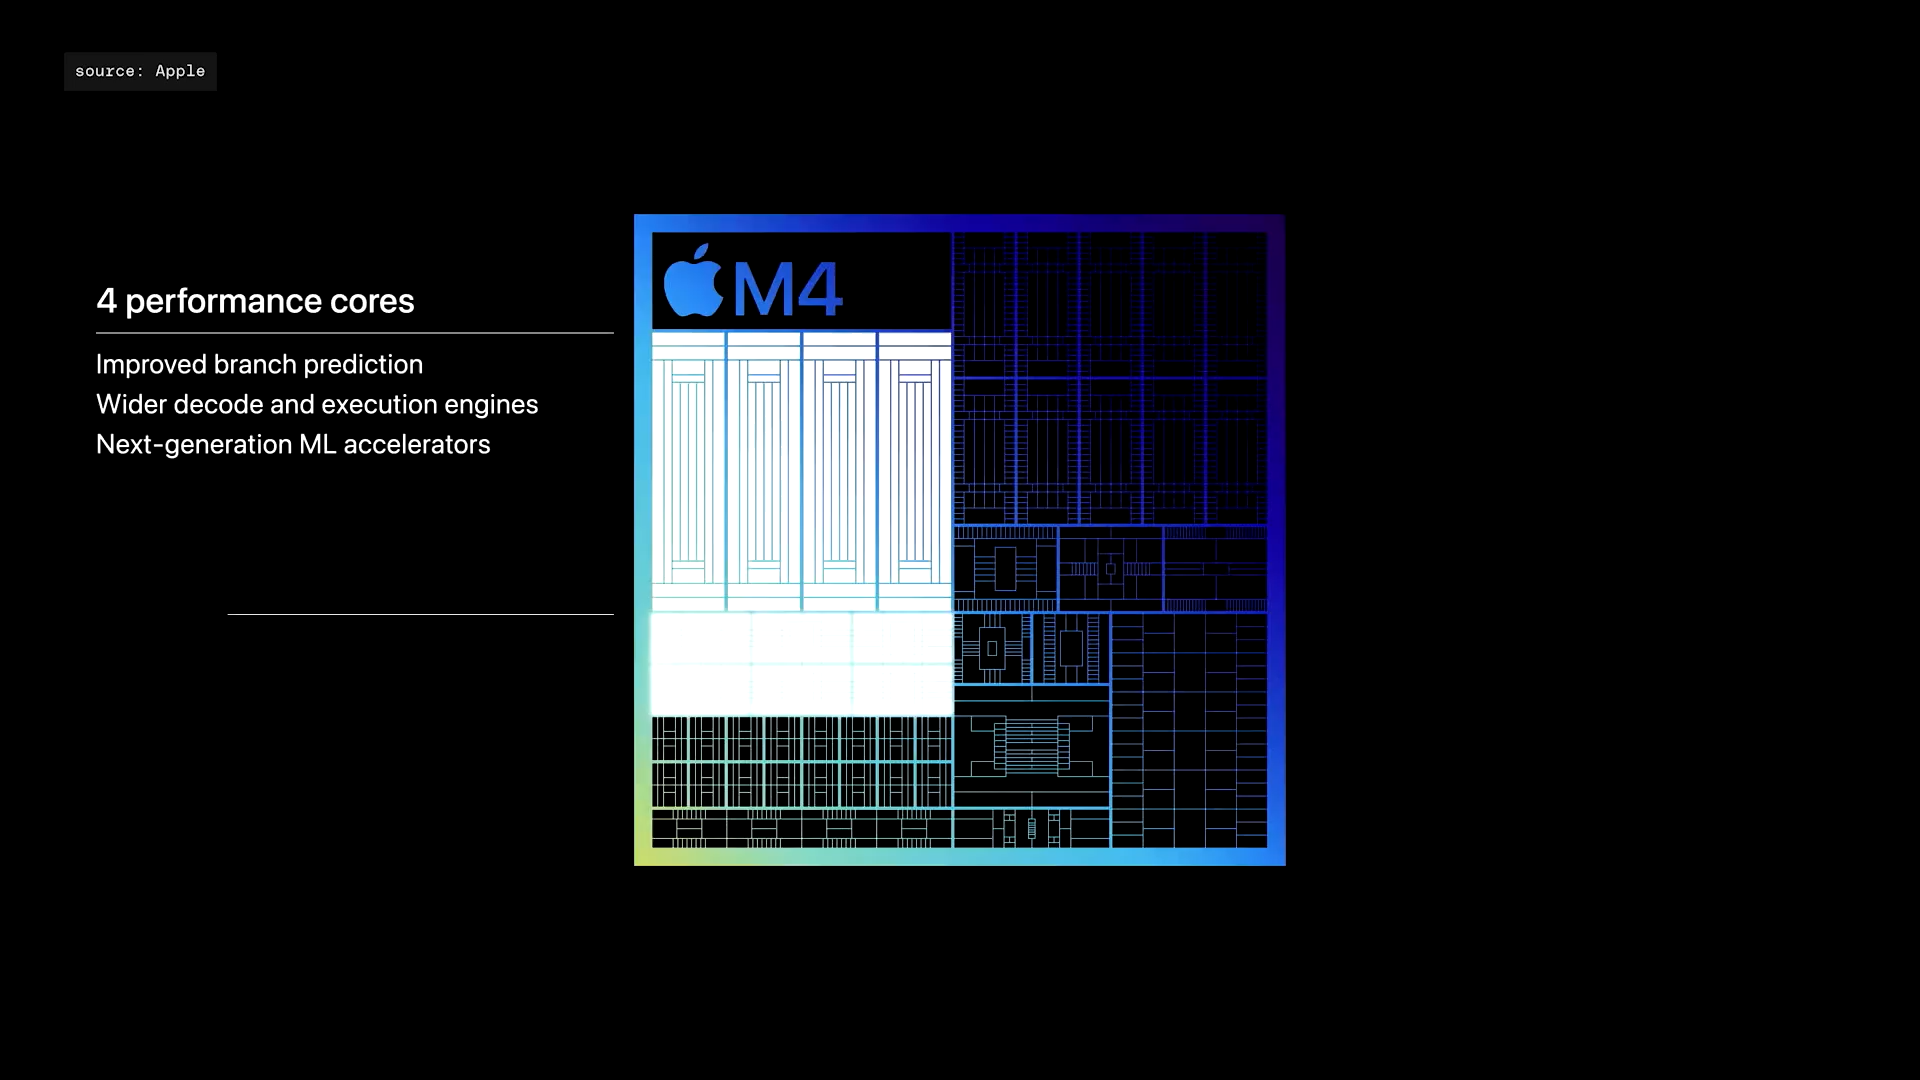 source: Apple
M4
4 performance cores
Improved branch prediction
Wider decode and execution engines
Next-generation ML accelerators